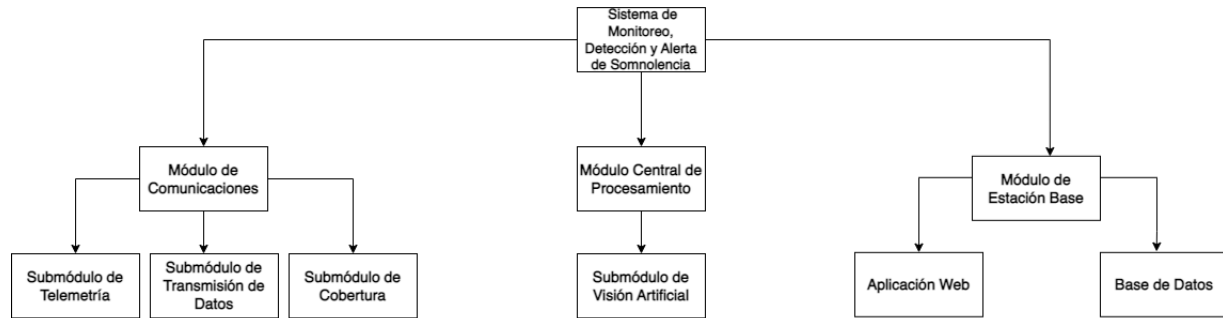 Sistema de
Monitoreo,
Detección y Alerta
de Somnolencia
Módulo de
Comunicaciones
Módulo Central de
Procesamiento
Módulo de
Estación Base
Submódulo de
Telemetría
Submódulo de
Transmisión de
Datos
Submódulo de
Cobertura
Submódulo de
Visión Artificial
Aplicación Web
Base de Datos